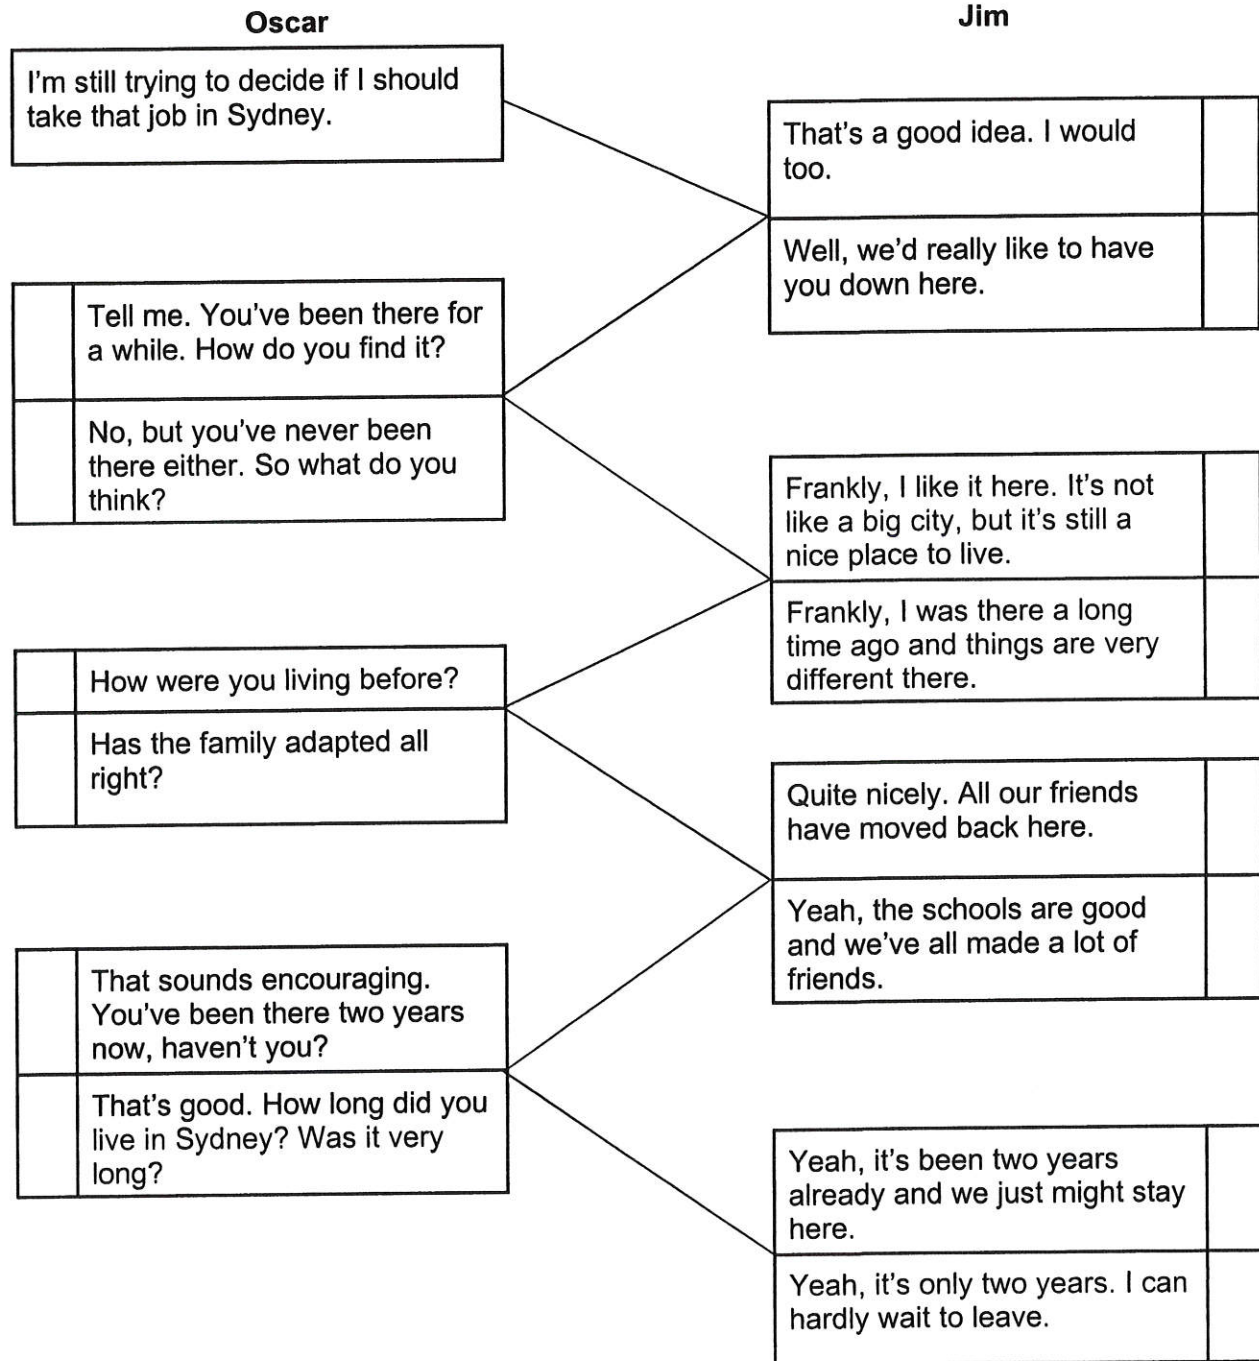 Oscar
Jim
I'm still trying to decide if I should
take that job in Sydney.
That's a good idea. I would
too.
Well, we'd really like to have
you down here.
Tell me. You've been there for
a while. How do you find it?
No, but you've never been
there either. So what do you
think?
Frankly, I like it here. It's not
like a big city, but it's still a
nice place to live.
Frankly, I was there a long
time ago and things are very
different there.
How were you living before?
Has the family adapted all
right?
Quite nicely. All our friends
have moved back here.
Yeah, the schools are good
and we've all made a lot of
friends.
That sounds encouraging.
You've been there two years
now, haven't you?
That's good. How long did you
live in Sydney? Was it very
long?
Yeah, it's been two years
already and we just might stay
here.
Yeah, it's only two years. I can
hardly wait to leave.